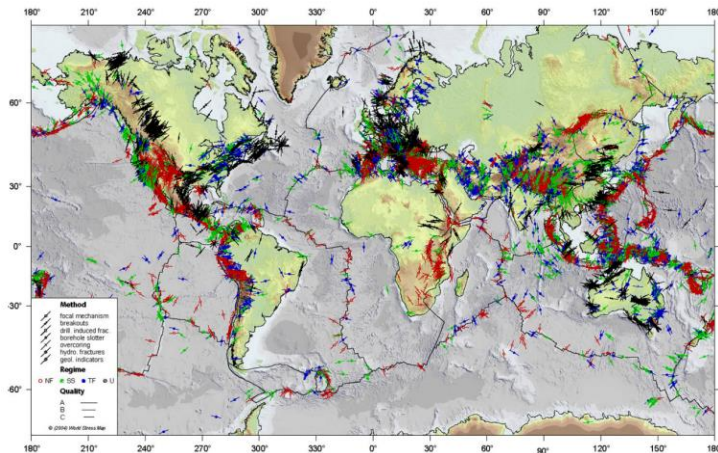 180° 210° 240° 270° 300° 330° 0° 30° 60° 90° 120° 150° 180°
60°
30°
0°
-30°
-60°
Method
focal mechanism
breakouts
drill induced frac.
borehole slotter
overcoring
hydro. fractures
geol. indicators
Regime
NF SS TF U
Quality
A
B
C
© (2004) World Stress Map
180° 210° 240° 270° 300° 330° 0° 30° 60° 90° 120° 150° 180°